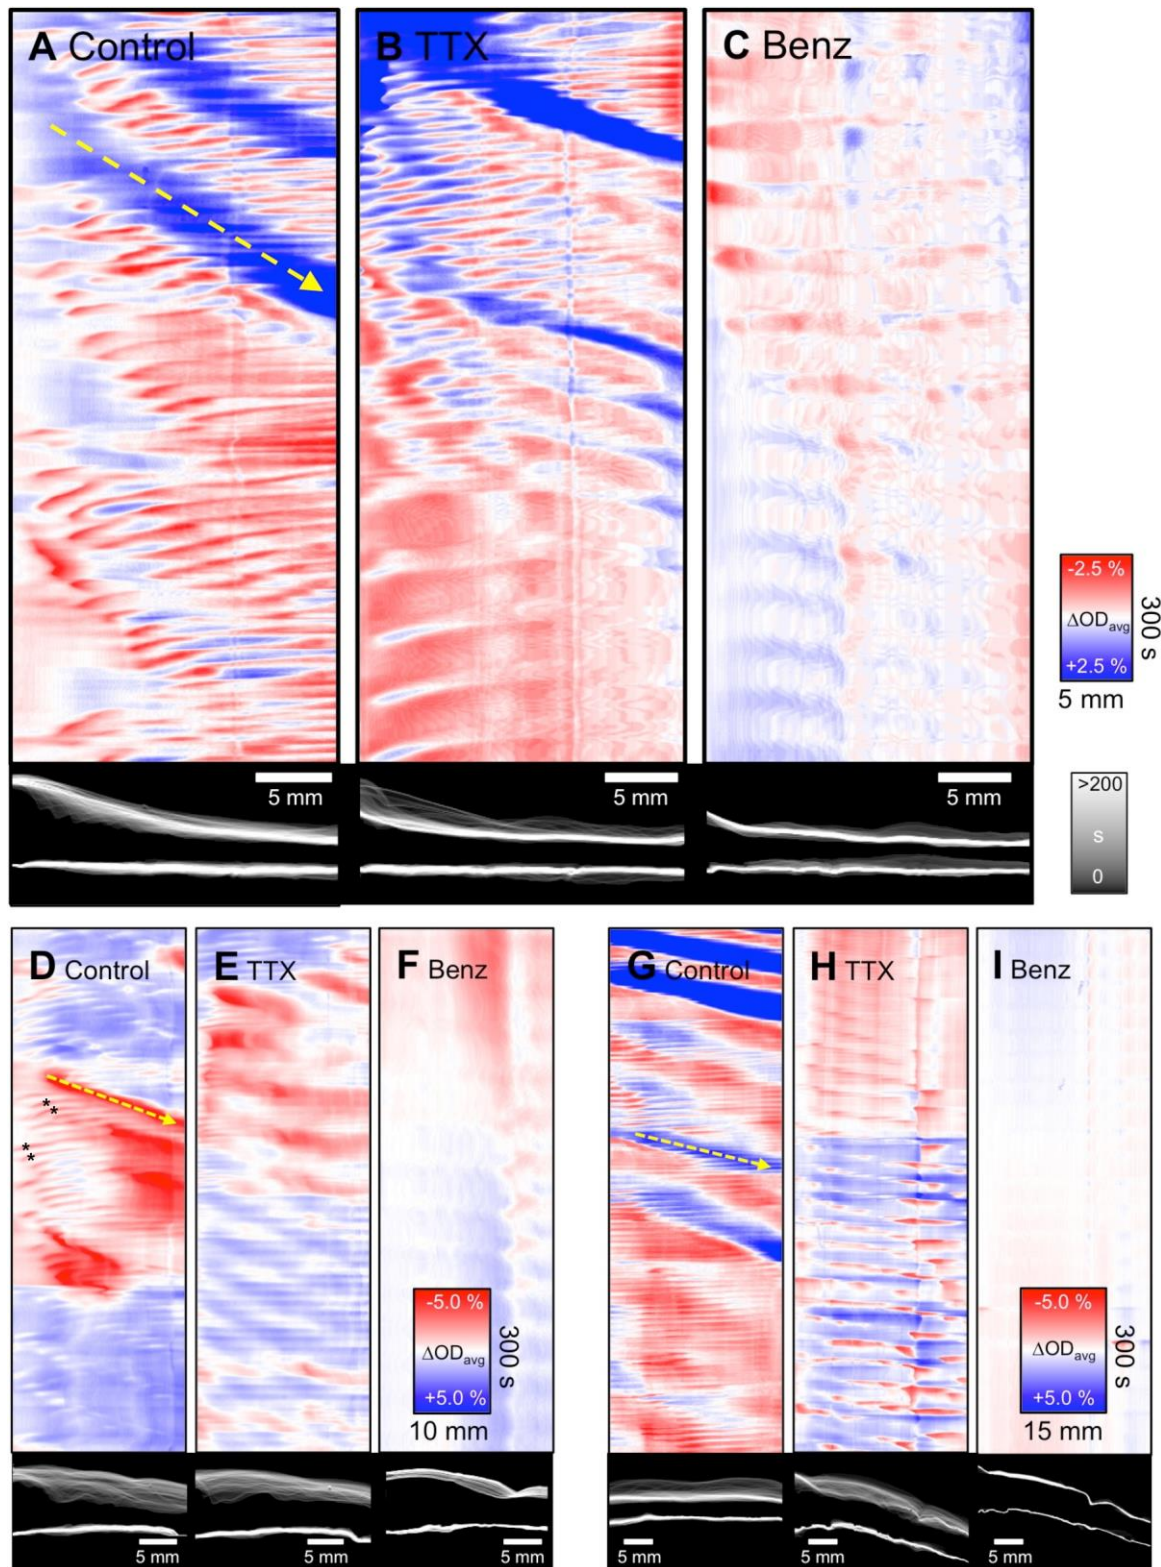 A Control
B TTX
C Benz
-2.5 %
ΔODavg
+2.5 %
300 s
5 mm
5 mm
5 mm
5 mm
>200
s
0
D Control
E TTX
F Benz
G Control
H TTX
I Benz
*
*
*
*
-5.0 %
ΔODavg
+5.0 %
300 s
10 mm
-5.0 %
ΔODavg
+5.0 %
300 s
15 mm
5 mm
5 mm
5 mm
5 mm
5 mm
5 mm